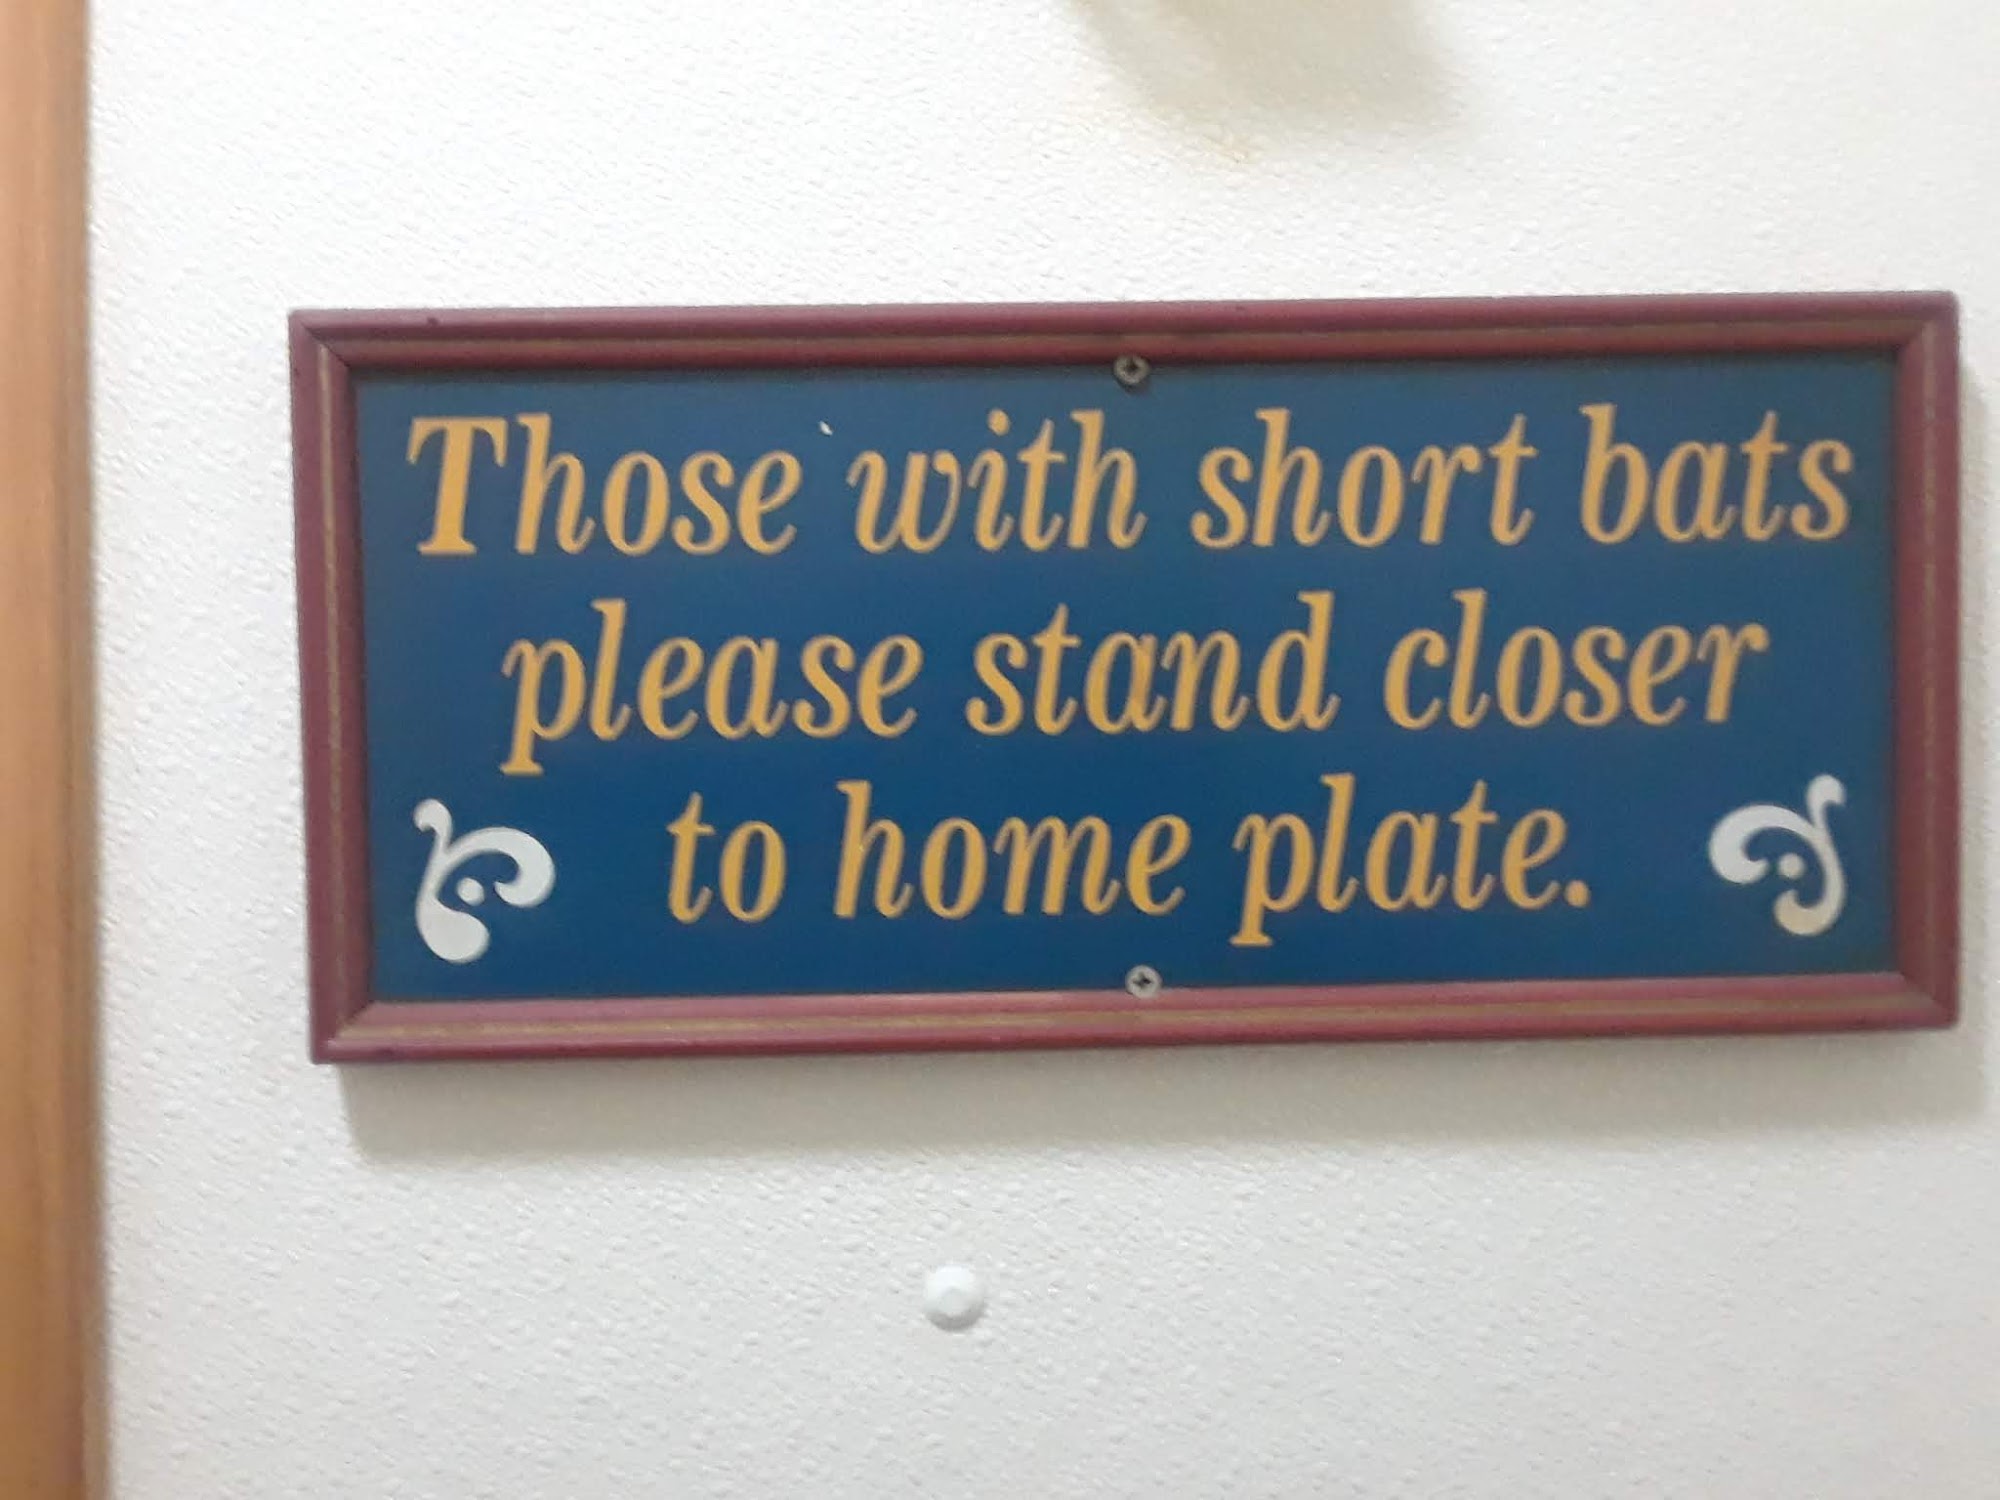 Those with short bats
please stand closer
to home plate.